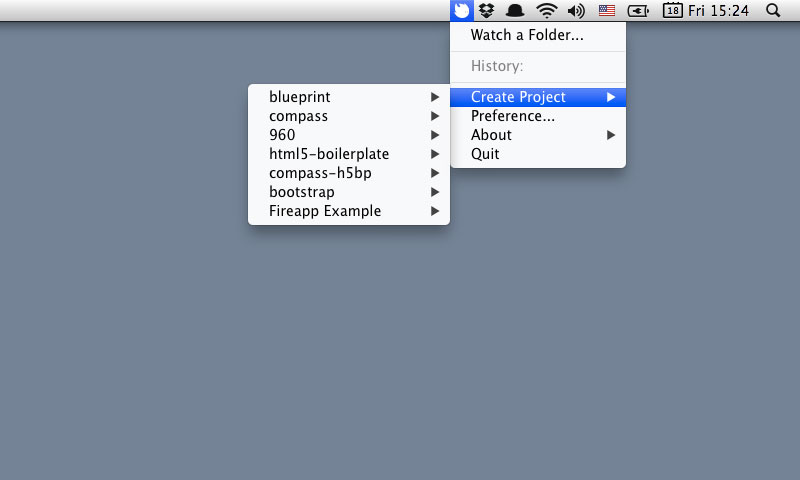 18 Fri 15:24
Watch a Folder...
History:
Create Project
Preference...
About
Quit
blueprint
compass
960
html5-boilerplate
compass-h5bp
bootstrap
Fireapp Example